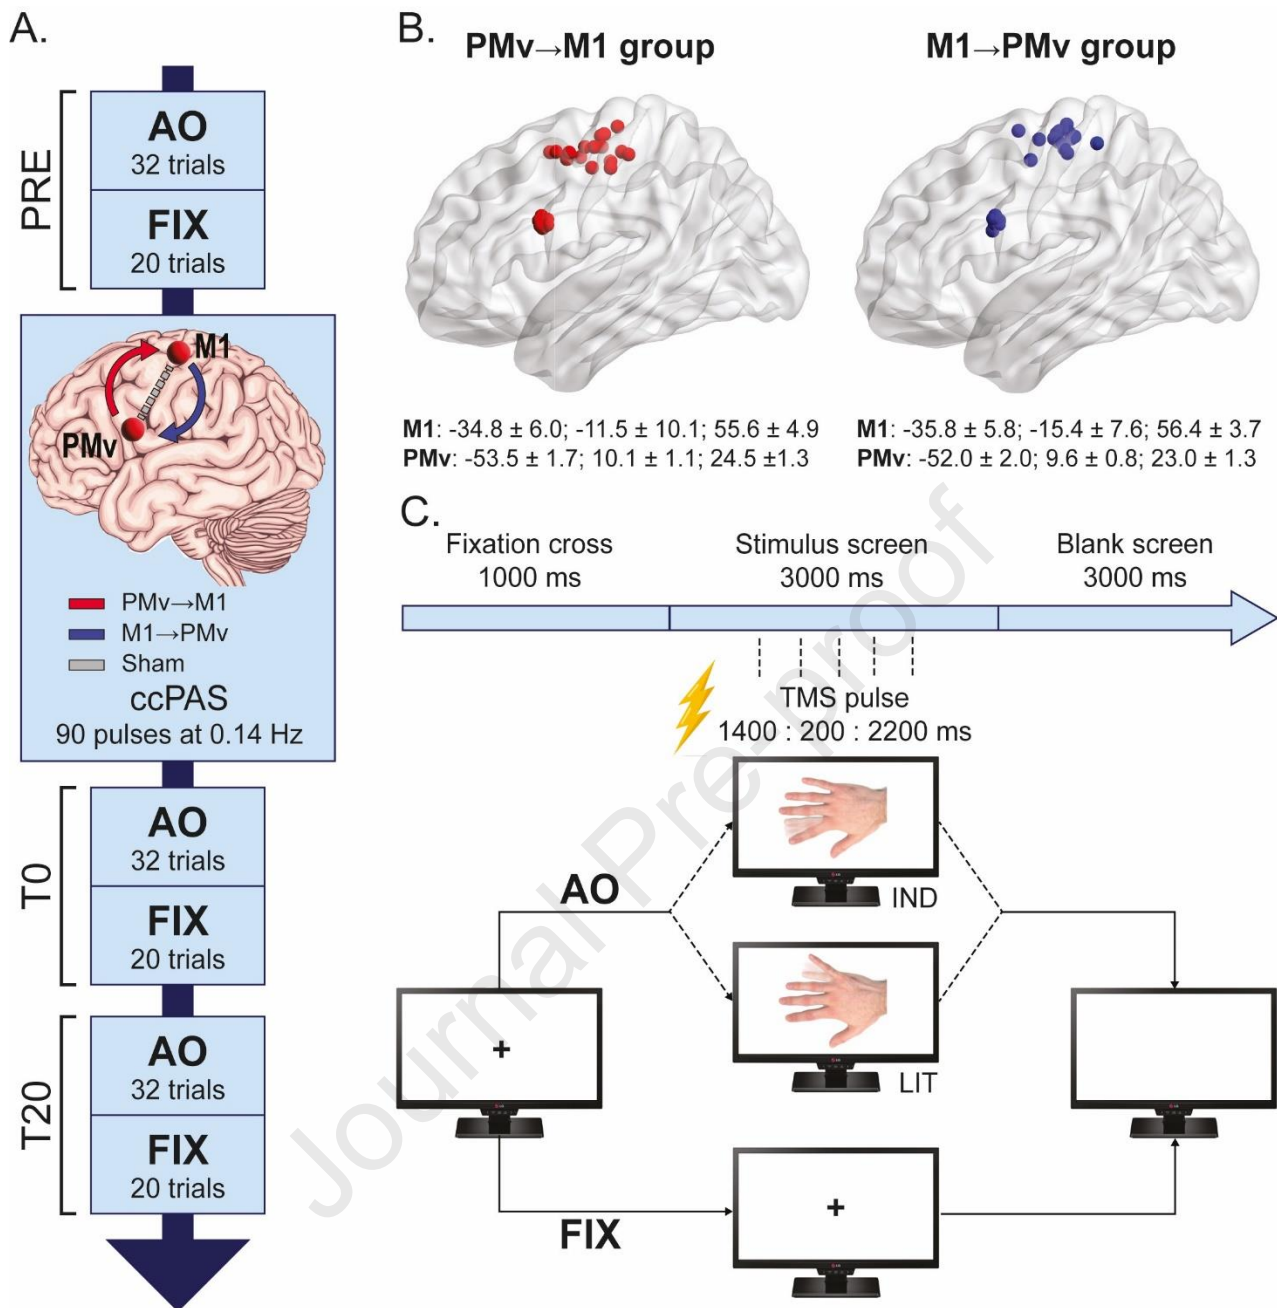 A.
PRE
AO
32 trials
FIX
20 trials
M1
PMv
PMv→M1
M1→PMv
Sham
ccPAS
90 pulses at 0.14 Hz
T0
AO
32 trials
FIX
20 trials
T20
AO
32 trials
FIX
20 trials
B.
PMv→M1 group
M1→PMv group
M1: -34.8 ± 6.0; -11.5 ± 10.1; 55.6 ± 4.9
PMv: -53.5 ± 1.7; 10.1 ± 1.1; 24.5 ±1.3
M1: -35.8 ± 5.8; -15.4 ± 7.6; 56.4 ± 3.7
PMv: -52.0 ± 2.0; 9.6 ± 0.8; 23.0 ± 1.3
C.
Fixation cross
1000 ms
Stimulus screen
3000 ms
Blank screen
3000 ms
TMS pulse
1400 : 200 : 2200 ms
AO
IND
LIT
+
FIX
+
Journal Pre-proof